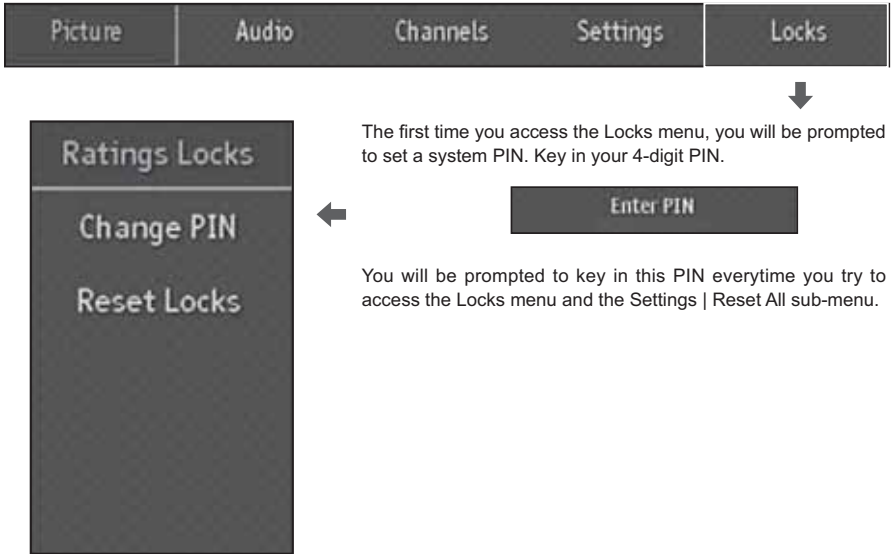 Picture Audio Channels Settings Locks
The first time you access the Locks menu, you will be prompted
to set a system PIN. Key in your 4-digit PIN.
Enter PIN
You will be prompted to key in this PIN everytime you try to
access the Locks menu and the Settings | Reset All sub-menu.
Ratings Locks
Change PIN
Reset Locks